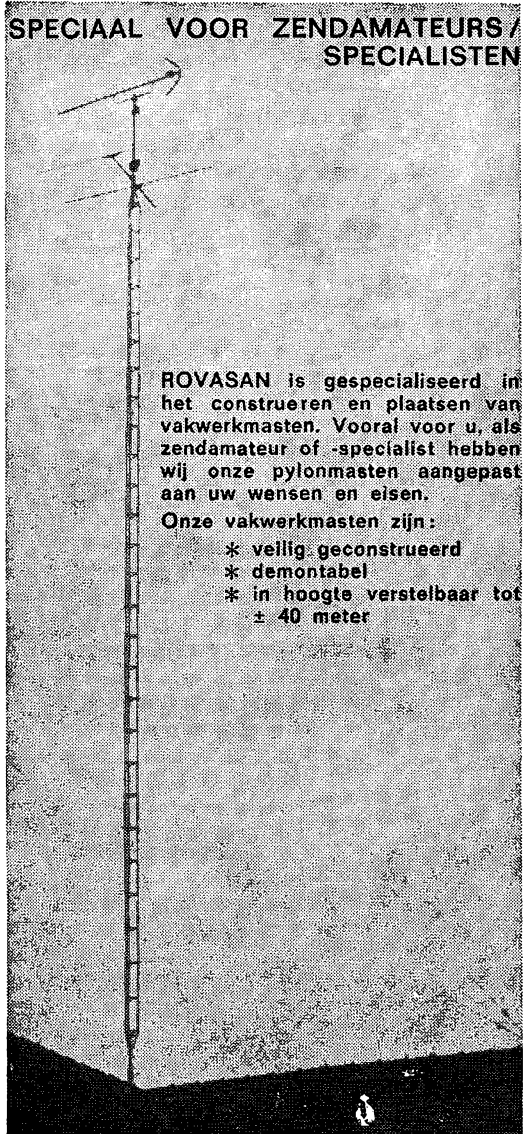 SPECIAAL VOOR ZENDAMATEURS/
SPECIALISTEN
ROVASAN is gespecialiseerd in
het construeren en plaatsen van
vakwerkmasten. Vooral voor u, als
zendamateur of -specialist hebben
wij onze pylonmasten aangepast
aan uw wensen en eisen.
Onze vakwerkmasten zijn:
* veilig geconstrueerd
* demontabel
* in hoogte verstelbaar tot
± 40 meter